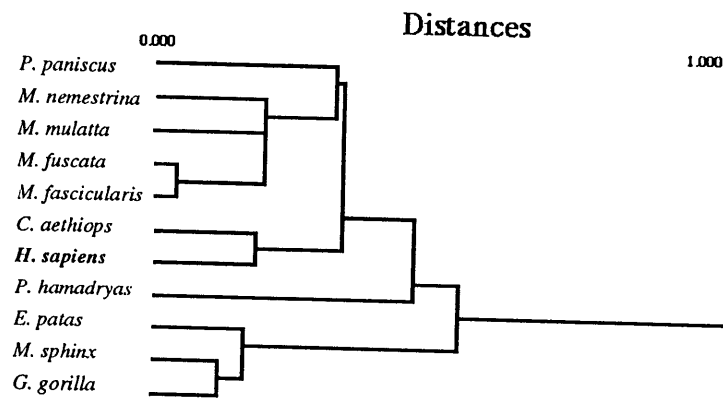 Distances
0.000
1.000
P. paniscus
M. nemestrina
M. mulatta
M. fuscata
M. fascicularis
C. aethiops
H. sapiens
P. hamadryas
E. patas
M. sphinx
G. gorilla